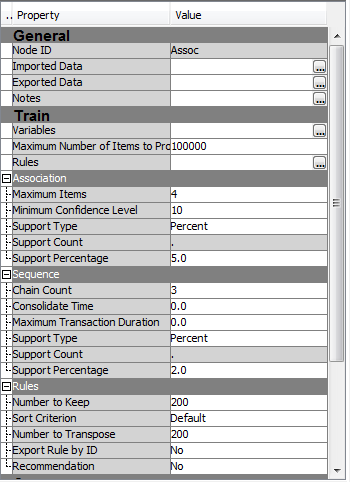 .. Property Value
General
Node ID Assoc
Imported Data ...
Exported Data ...
Notes ...
Train
Variables ...
Maximum Number of Items to Pro 100000
Rules ...
Association
Maximum Items 4
Minimum Confidence Level 10
Support Type Percent
Support Count .
Support Percentage 5.0
Sequence
Chain Count 3
Consolidate Time 0.0
Maximum Transaction Duration 0.0
Support Type Percent
Support Count .
Support Percentage 2.0
Rules
Number to Keep 200
Sort Criterion Default
Number to Transpose 200
Export Rule by ID No
Recommendation No